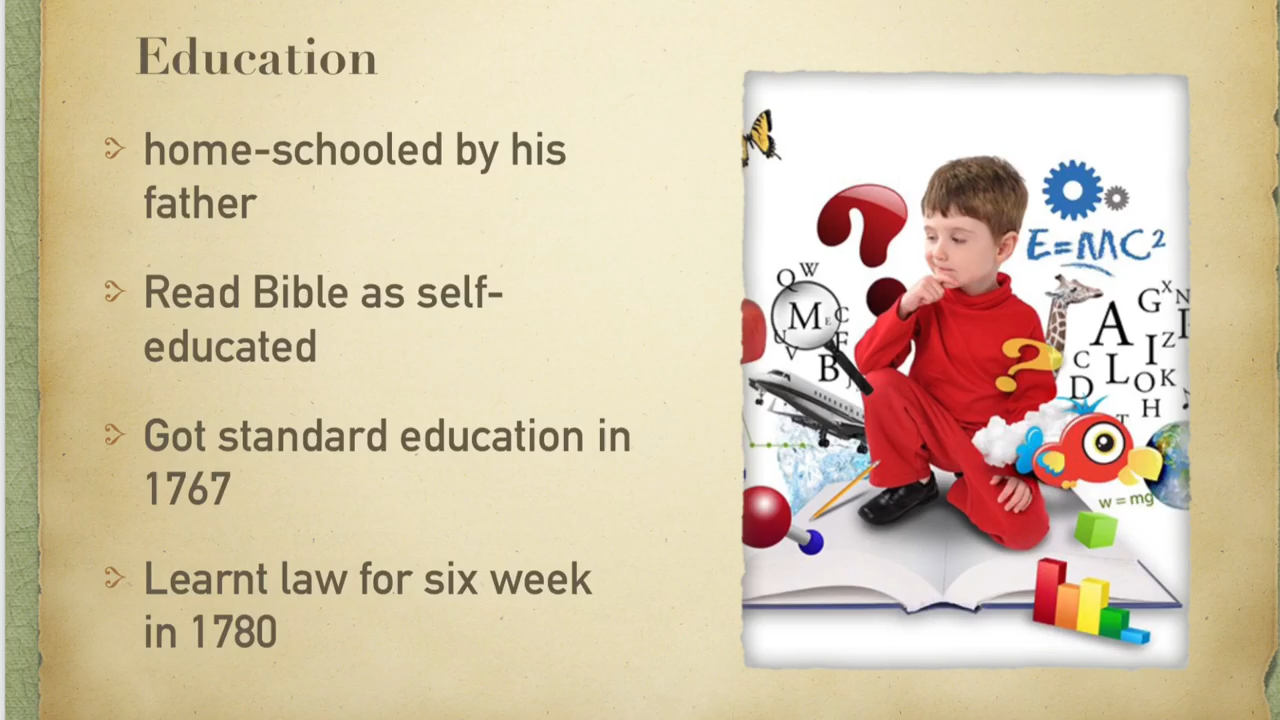 Education
home-schooled by his
father
Read Bible as self-
educated
Got standard education in
1767
Learnt law for six week
in 1780
E=MC²
Q W
M E C
U F
V B
A
G X N
I Z
C L O K
D H
T
w = mg